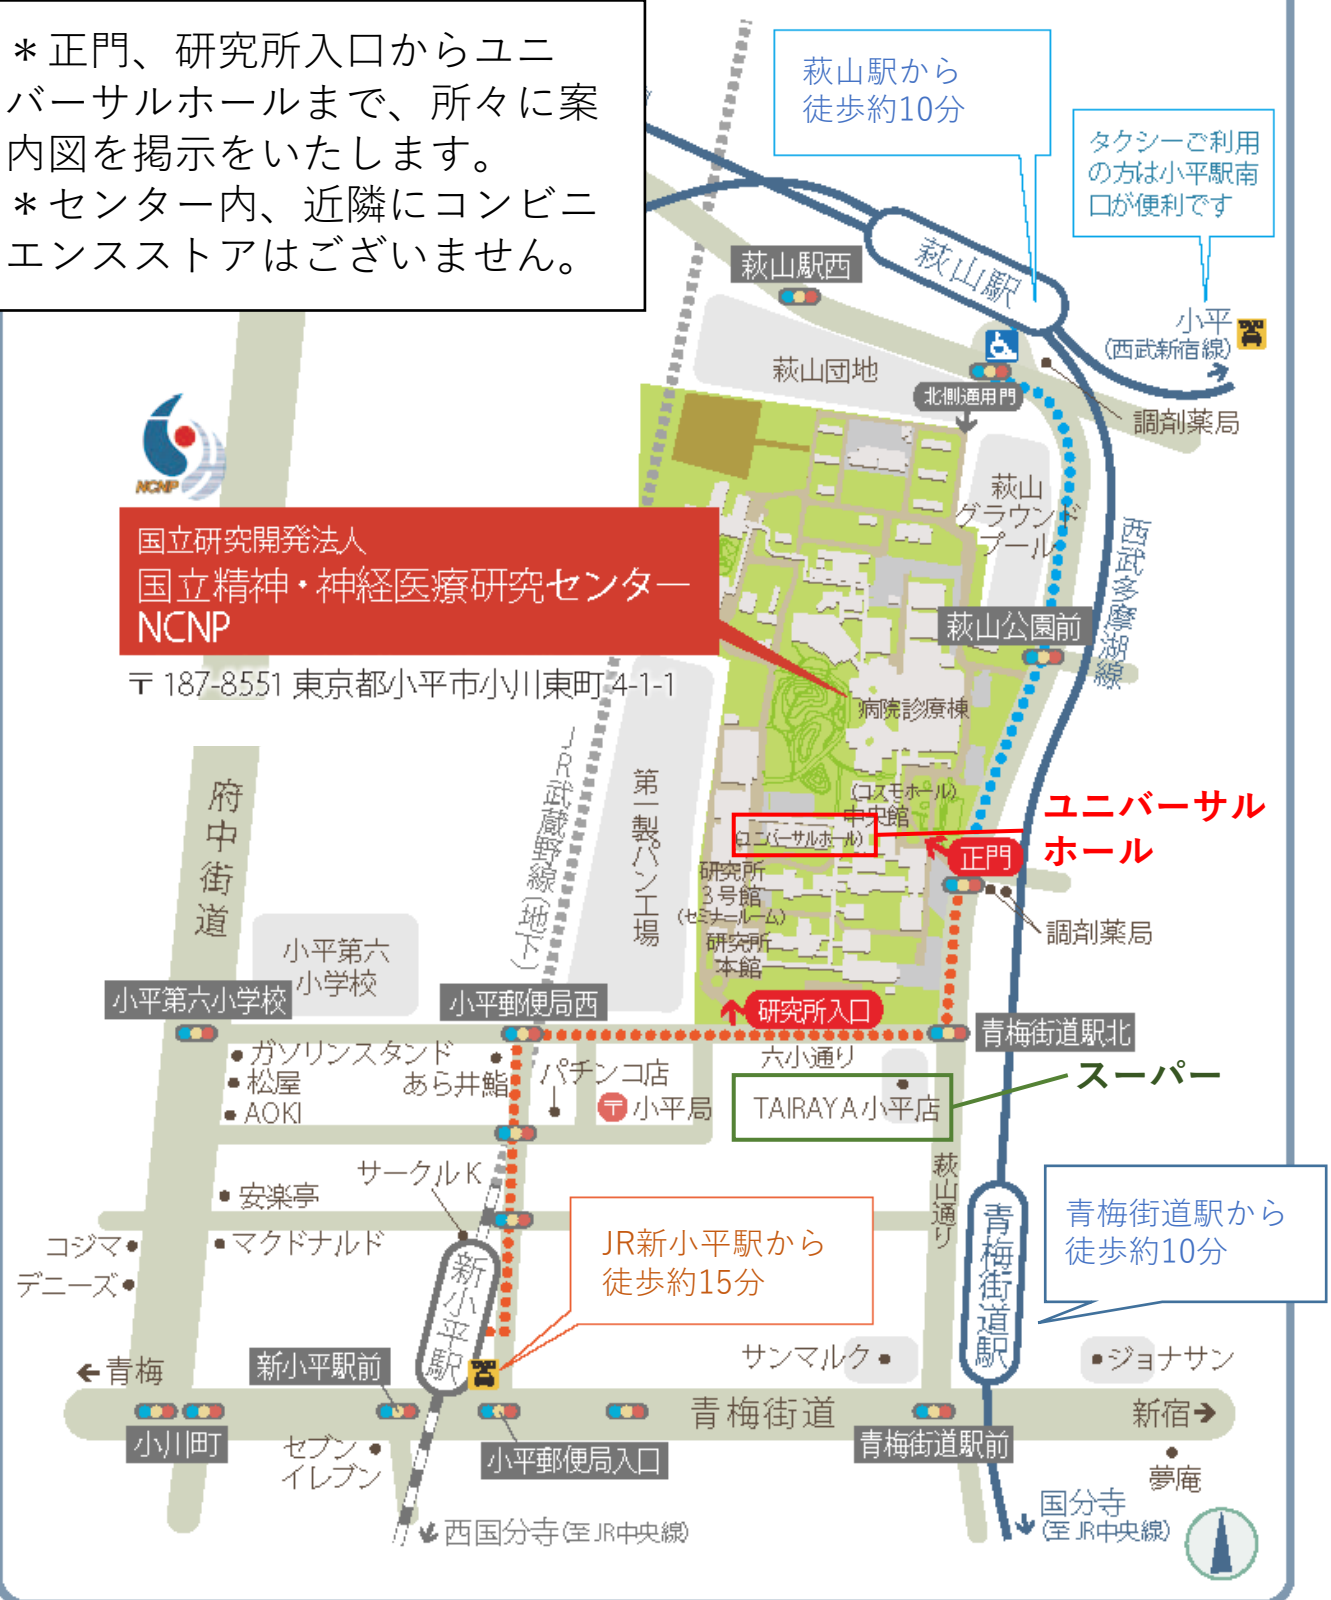 ＊正門、研究所入口からユニ
バーサルホールまで、所々に案
内図を掲示をいたします。
＊センター内、近隣にコンビニ
エンスストアはございません。
萩山駅から
徒歩約10分
タクシーご利用
の方は小平駅南
口が便利です
萩山駅西
萩山駅
小平
(西武新宿線)
萩山団地
北側通用門
調剤薬局
NCNP
萩山
グラウンド
プール
西武多摩湖線
国立研究開発法人
国立精神・神経医療研究センター
NCNP
萩山公園前
〒187-8551 東京都小平市小川東町 4-1-1
病院診療棟
JR武蔵野線(地下)
府中街道
第一製パン工場
(コスモホール)
中央館
ユニバーサル
ホール
(ユニバーサルホール)
正門
研究所
3号館
(セミナールーム)
研究所
本館
調剤薬局
小平第六
小学校
小平第六小学校
小平郵便局西
研究所入口
青梅街道駅北
ガソリンスタンド
松屋
AOKI
あら井鮨
パチンコ店
〒小平局
六小通り
TAIRAYA小平店
スーパー
サークルK
安楽亭
マクドナルド
コジマ
デニーズ
萩山通り
新小平駅
JR新小平駅から
徒歩約15分
青梅街道駅
青梅街道駅から
徒歩約10分
←青梅
新小平駅前
サンマルク
ジョナサン
青梅街道
新宿→
小川町
セブン
イレブン
小平郵便局入口
青梅街道駅前
夢庵
西国分寺(至JR中央線)
国分寺
(至JR中央線)